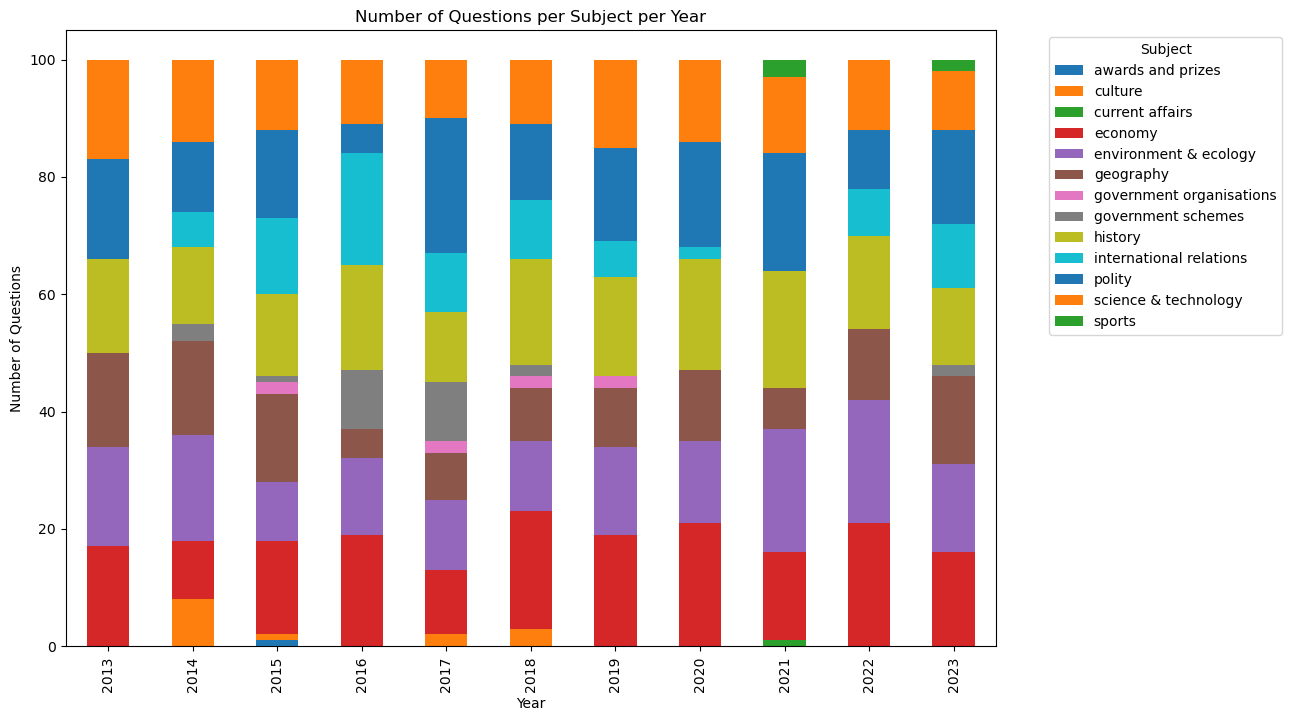 Number of Questions per Subject per Year
Number of Questions
100
80
60
40
20
0
2013
2014
2015
2016
2017
2018
2019
2020
2021
2022
2023
Year
Subject
awards and prizes
culture
current affairs
economy
environment & ecology
geography
government organisations
government schemes
history
international relations
polity
science & technology
sports